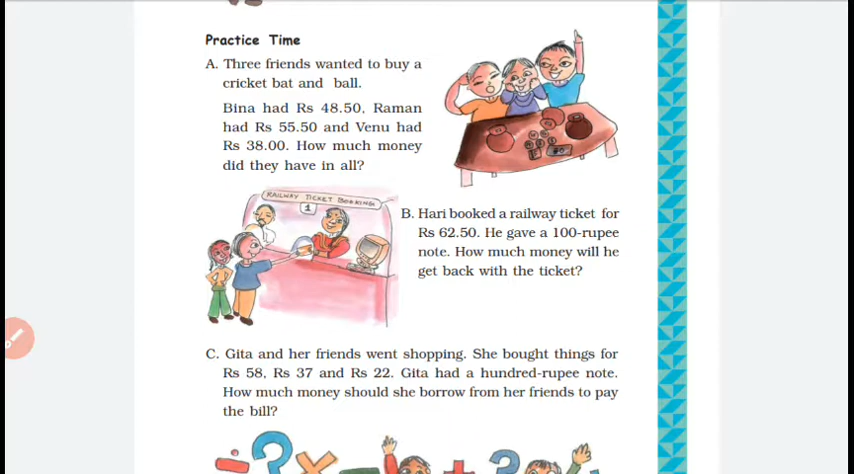 Practice Time
A. Three friends wanted to buy a
cricket bat and ball.
Bina had Rs 48.50, Raman
had Rs 55.50 and Venu had
Rs 38.00. How much money
did they have in all?
RAILWAY TICKET BOOKING
1
B. Hari booked a railway ticket for
Rs 62.50. He gave a 100-rupee
note. How much money will he
get back with the ticket?
C. Gita and her friends went shopping. She bought things for
Rs 58, Rs 37 and Rs 22. Gita had a hundred-rupee note.
How much money should she borrow from her friends to pay
the bill?